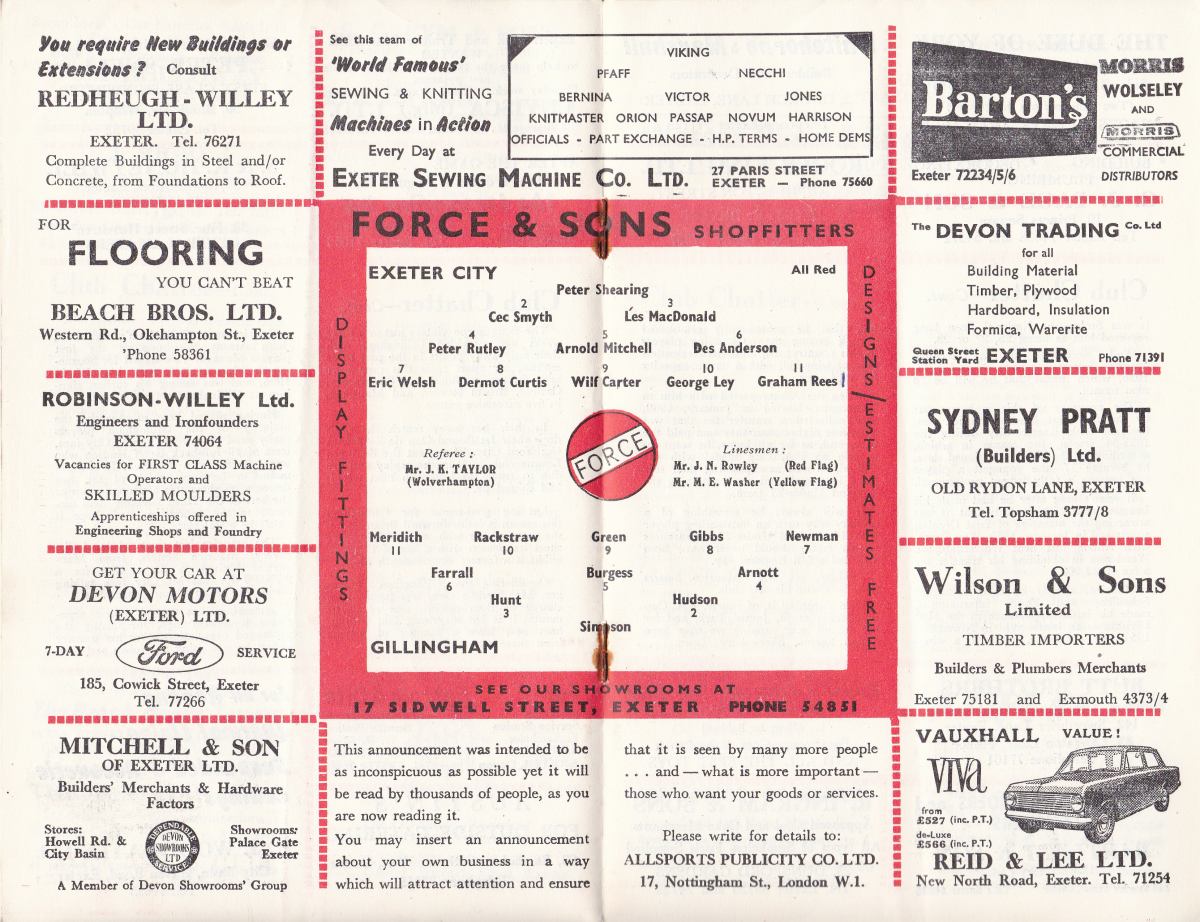 You require New Buildings or
Extensions ? Consult
REDHEUGH - WILLEY
LTD.
EXETER. Tel. 76271
Complete Buildings in Steel and/or
Concrete, from Foundations to Roof.
See this team of
'World Famous'
SEWING & KNITTING
Machines in Action
Every Day at
VIKING
PFAFF NECCHI
BERNINA VICTOR JONES
KNITMASTER ORION PASSAP NOVUM HARRISON
OFFICIALS - PART EXCHANGE - H.P. TERMS - HOME DEMS
EXETER SEWING MACHINE CO. LTD. 27 PARIS STREET
EXETER — Phone 75660
Barton's
Exeter 72234/5/6
MORRIS
WOLSELEY
AND
MORRIS
COMMERCIAL
DISTRIBUTORS
FOR
FLOORING
YOU CAN'T BEAT
BEACH BROS. LTD.
Western Rd., Okehampton St., Exeter
'Phone 58361
ROBINSON-WILLEY Ltd.
Engineers and Ironfounders
EXETER 74064
Vacancies for FIRST CLASS Machine
Operators and
SKILLED MOULDERS
Apprenticeships offered in
Engineering Shops and Foundry
GET YOUR CAR AT
DEVON MOTORS
(EXETER) LTD.
7-DAY Ford SERVICE
185, Cowick Street, Exeter
Tel. 77266
MITCHELL & SON
OF EXETER LTD.
Builders' Merchants & Hardware
Factors
Stores:
Howell Rd. &
City Basin
DEPENDABLE
DEVON
SHOWROOMS
LTD
SERVICE
Showrooms:
Palace Gate
Exeter
A Member of Devon Showrooms' Group
FORCE & SONS SHOPFITTERS
DISPLAY FITTINGS
EXETER CITY All Red
Peter Shearing
2 3
Cec Smyth Les MacDonald
4 5 6
Peter Rutley Arnold Mitchell Des Anderson
7 8 9 10 11
Eric Welsh Dermot Curtis Wilf Carter George Ley Graham Rees
FORCE
Referee :
Mr. J. K. TAYLOR
(Wolverhampton)
Linesmen :
Mr. J. N. Rowley (Red Flag)
Mr. M. E. Washer (Yellow Flag)
Meridith Rackstraw Green Gibbs Newman
11 10 9 8 7
Farrall Burgess Arnott
6 5 4
Hunt Hudson
3 2
Simpson
GILLINGHAM
DESIGNS/ESTIMATES FREE
SEE OUR SHOWROOMS AT
17 SIDWELL STREET, EXETER PHONE 54851
This announcement was intended to be
as inconspicuous as possible yet it will
be read by thousands of people, as you
are now reading it.
You may insert an announcement
about your own business in a way
which will attract attention and ensure
that it is seen by many more people
. . . and — what is more important —
those who want your goods or services.
Please write for details to:
ALLSPORTS PUBLICITY CO. LTD.
17, Nottingham St., London W.1.
The DEVON TRADING Co. Ltd
for all
Building Material
Timber, Plywood
Hardboard, Insulation
Formica, Warerite
Queen Street
Station Yard EXETER Phone 71391
SYDNEY PRATT
(Builders) Ltd.
OLD RYDON LANE, EXETER
Tel. Topsham 3777/8
Wilson & Sons
Limited
TIMBER IMPORTERS
Builders & Plumbers Merchants
Exeter 75181 and Exmouth 4373/4
VAUXHALL VALUE !
VIVA
from
£527 (inc. P.T.)
de-Luxe
£566 (inc. P.T.)
REID & LEE LTD.
New North Road, Exeter. Tel. 71254